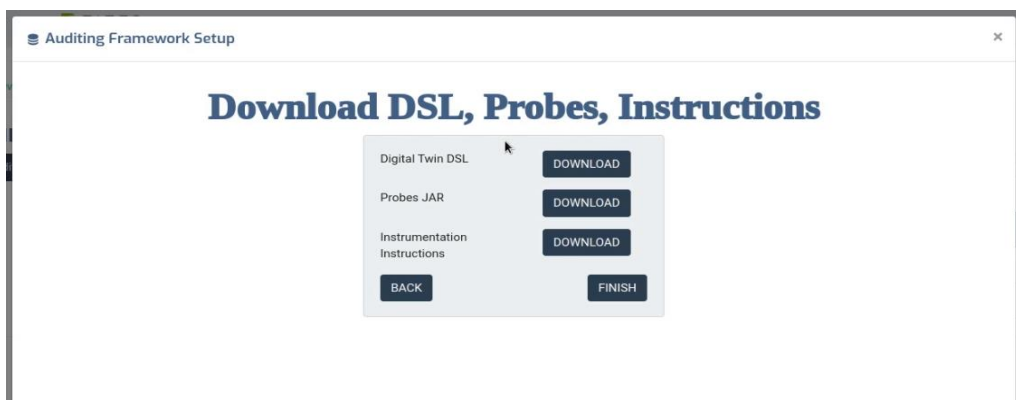 Auditing Framework Setup
×
Download DSL, Probes, Instructions
Digital Twin DSL
DOWNLOAD
Probes JAR
DOWNLOAD
Instrumentation
Instructions
DOWNLOAD
BACK
FINISH